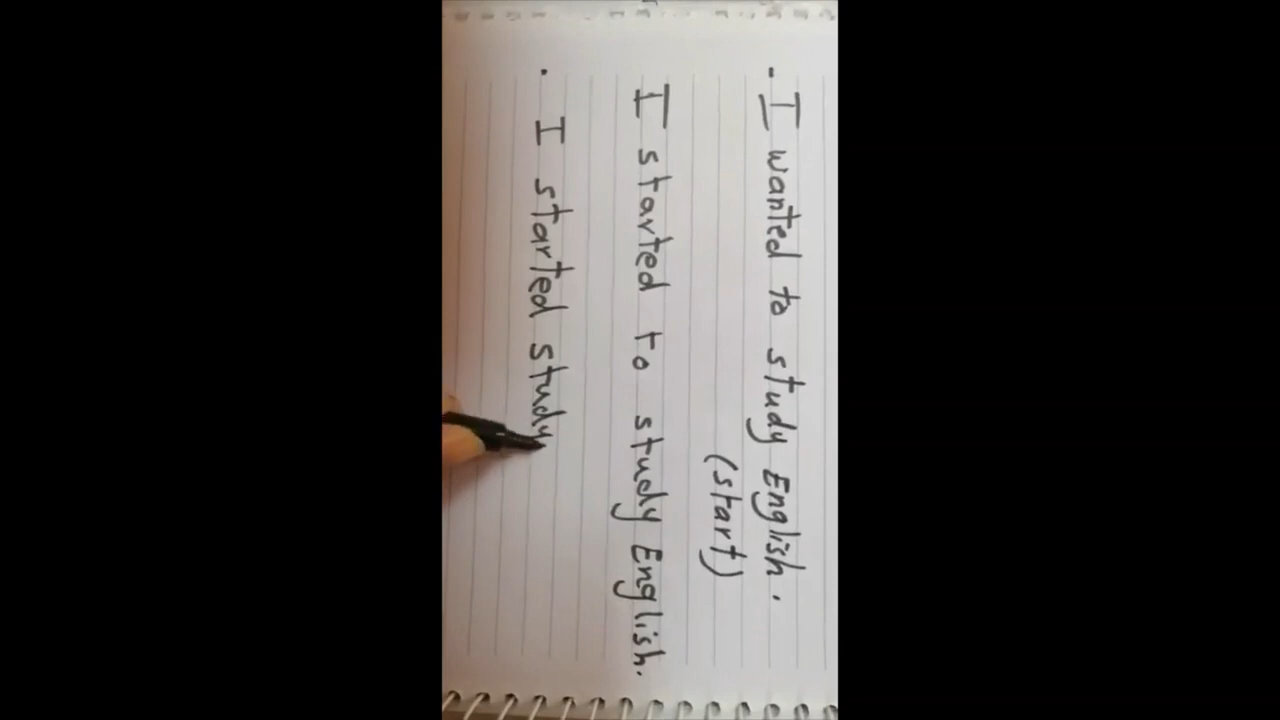 . I wanted to study English.
(start)
I started to study English.
. I started study